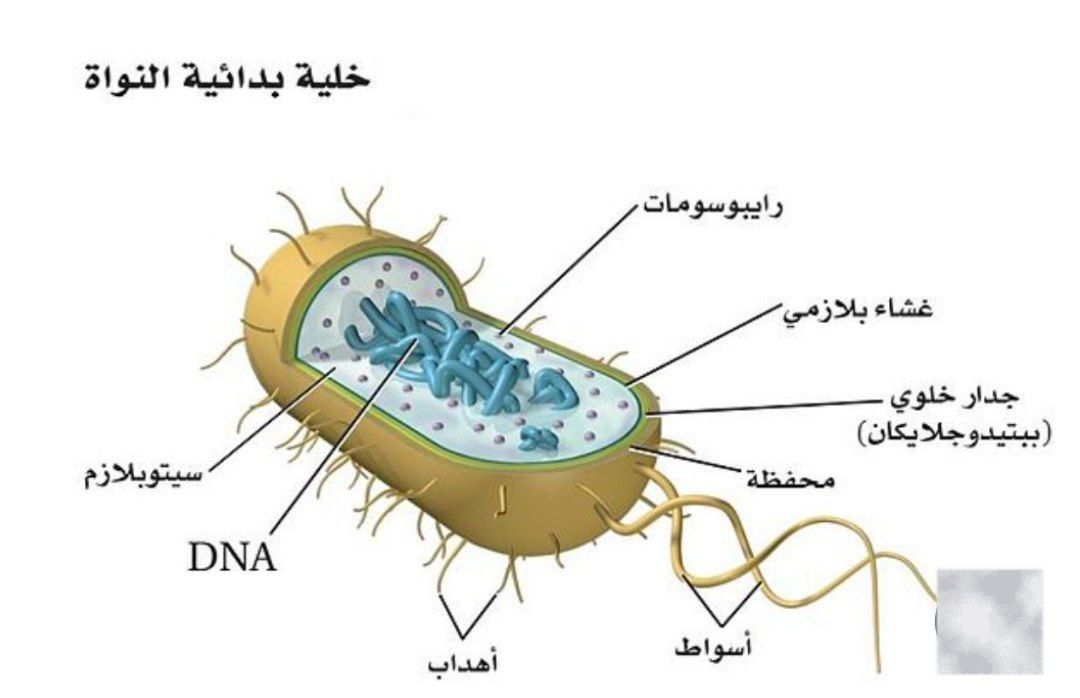 خلية بدائية النواة
رايبوسومات
غشاء بلازمي
جدار خلوي
(ببتيدوجلايكان)
محفظة
سيتوبلازم
DNA
أسواط
أهداب